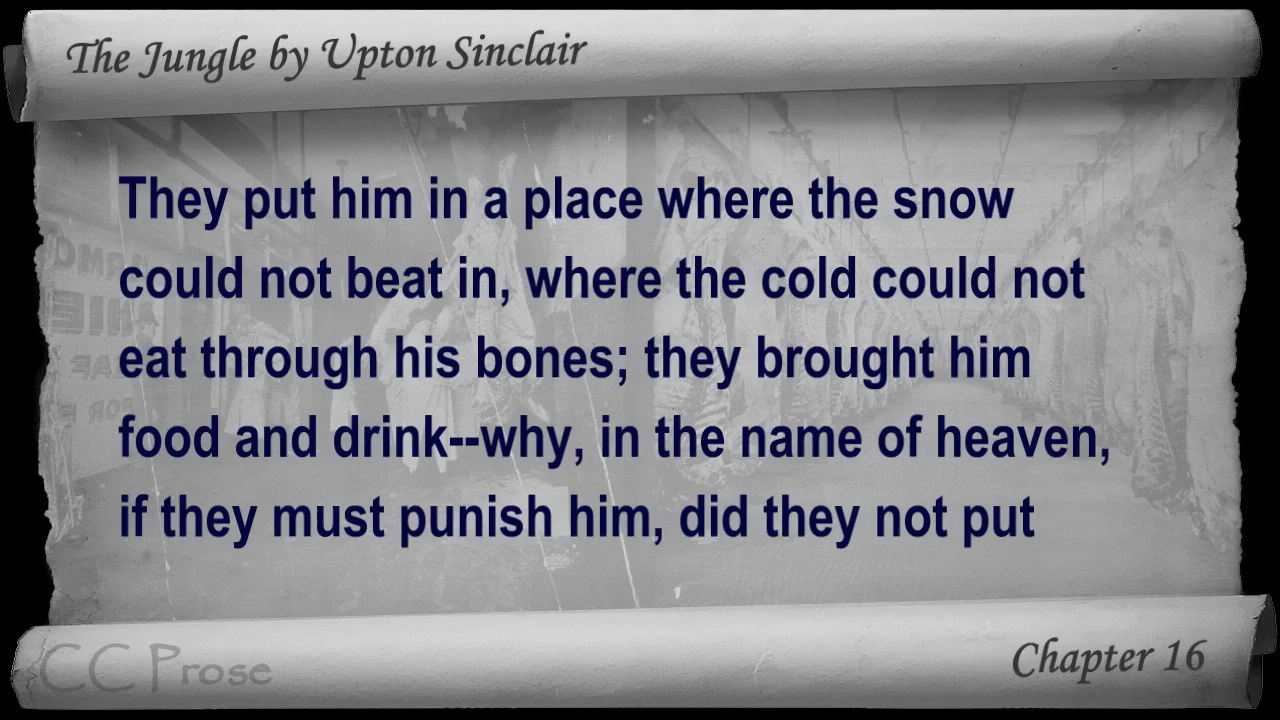 The Jungle by Upton Sinclair
They put him in a place where the snow
could not beat in, where the cold could not
eat through his bones; they brought him
food and drink--why, in the name of heaven,
if they must punish him, did they not put
CC Prose
Chapter 16